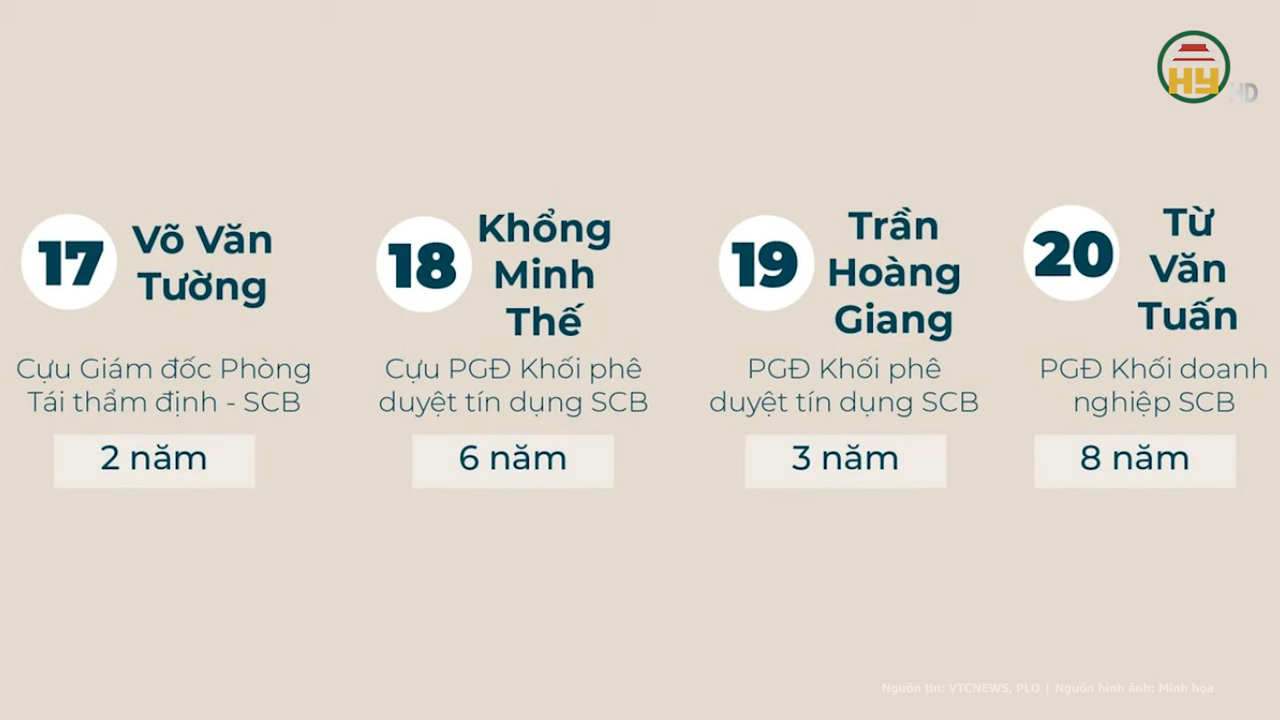 HY
HD
17
Võ Văn
Tường
Cựu Giám đốc Phòng
Tái thẩm định - SCB
2 năm
18
Khổng
Minh
Thế
Cựu PGĐ Khối phê
duyệt tín dụng SCB
6 năm
19
Trần
Hoàng
Giang
PGĐ Khối phê
duyệt tín dụng SCB
3 năm
20
Từ
Văn
Tuấn
PGĐ Khối doanh
nghiệp SCB
8 năm
Nguồn tin: VTCNEWS, PLO | Nguồn hình ảnh: Minh họa